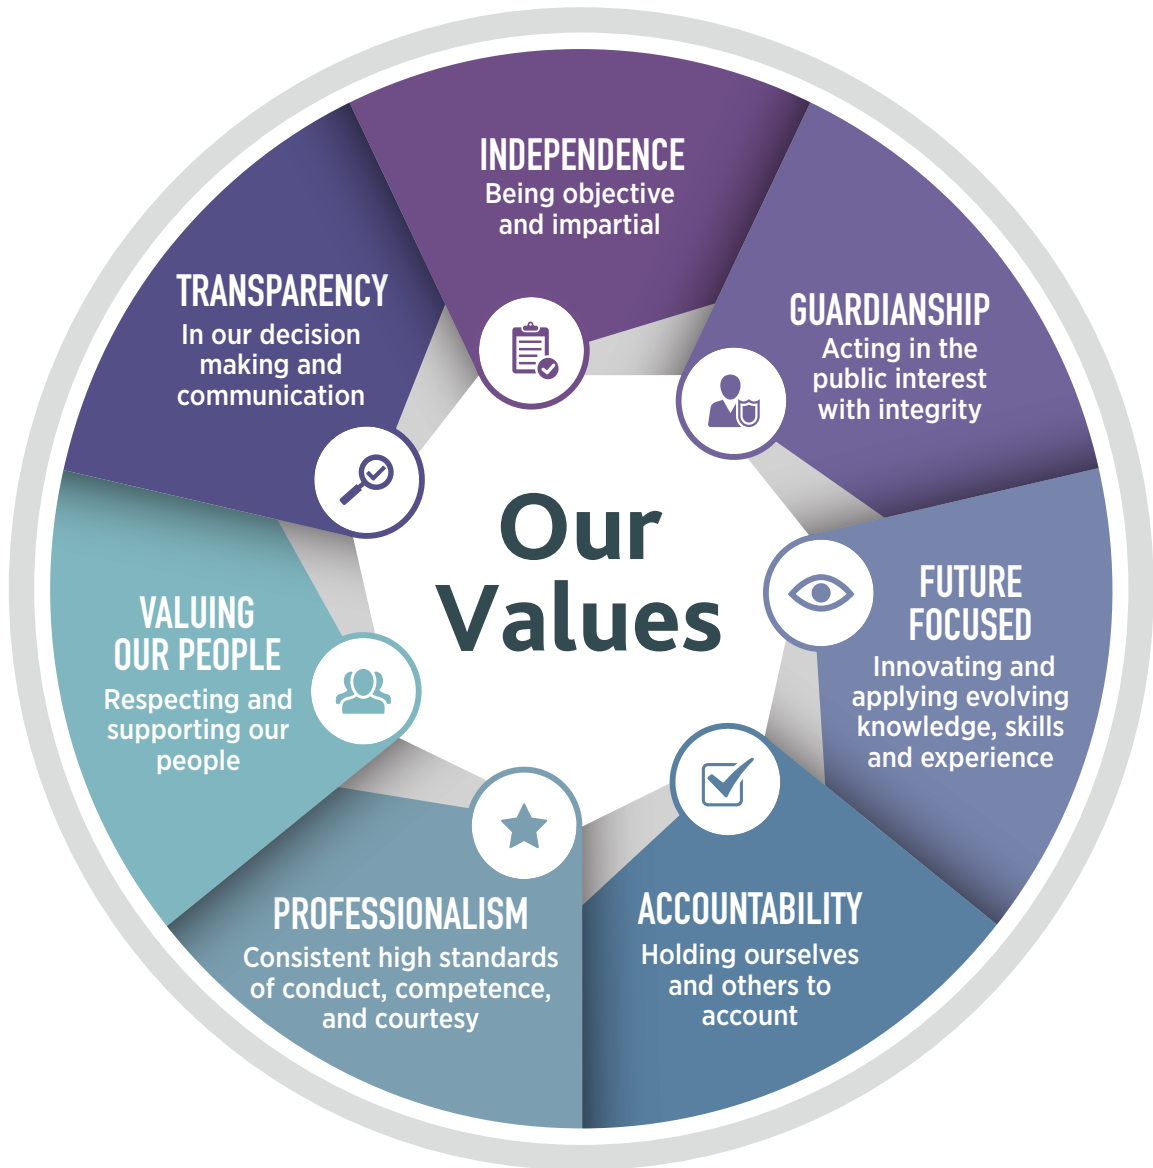 INDEPENDENCE
Being objective
and impartial
GUARDIANSHIP
Acting in the
public interest
with integrity
FUTURE
FOCUSED
Innovating and
applying evolving
knowledge, skills
and experience
ACCOUNTABILITY
Holding ourselves
and others to
account
PROFESSIONALISM
Consistent high standards
of conduct, competence,
and courtesy
VALUING
OUR PEOPLE
Respecting and
supporting our
people
TRANSPARENCY
In our decision
making and
communication
Our
Values